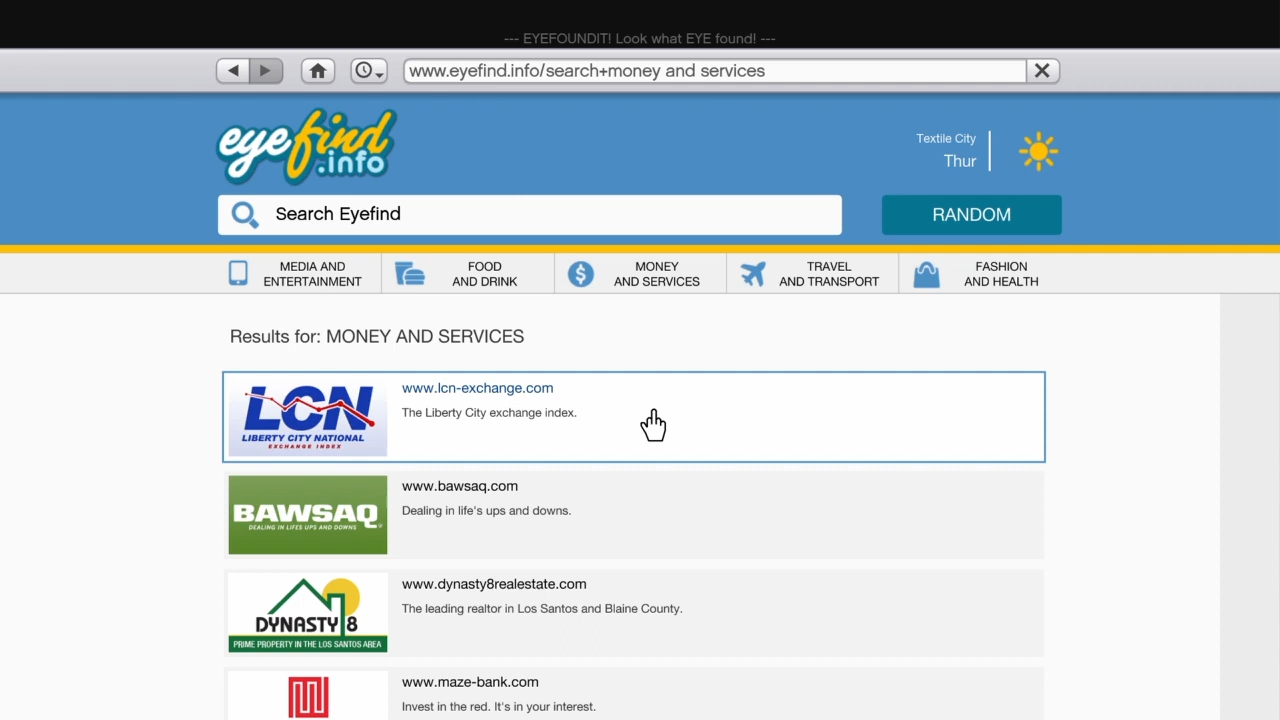 --- EYEFOUNDIT! Look what EYE found! ---
www.eyefind.info/search+money and services
eyefind
.info
Textile City
Thur
Search Eyefind
RANDOM
MEDIA AND
ENTERTAINMENT
FOOD
AND DRINK
MONEY
AND SERVICES
TRAVEL
AND TRANSPORT
FASHION
AND HEALTH
Results for: MONEY AND SERVICES
LCN
LIBERTY CITY NATIONAL
EXCHANGE INDEX
www.lcn-exchange.com
The Liberty City exchange index.
BAWSAQ
DEALING IN LIFES UPS AND DOWNS
www.bawsaq.com
Dealing in life's ups and downs.
DYNASTY 8
PRIME PROPERTY IN THE LOS SANTOS AREA
www.dynasty8realestate.com
The leading realtor in Los Santos and Blaine County.
www.maze-bank.com
Invest in the red. It's in your interest.